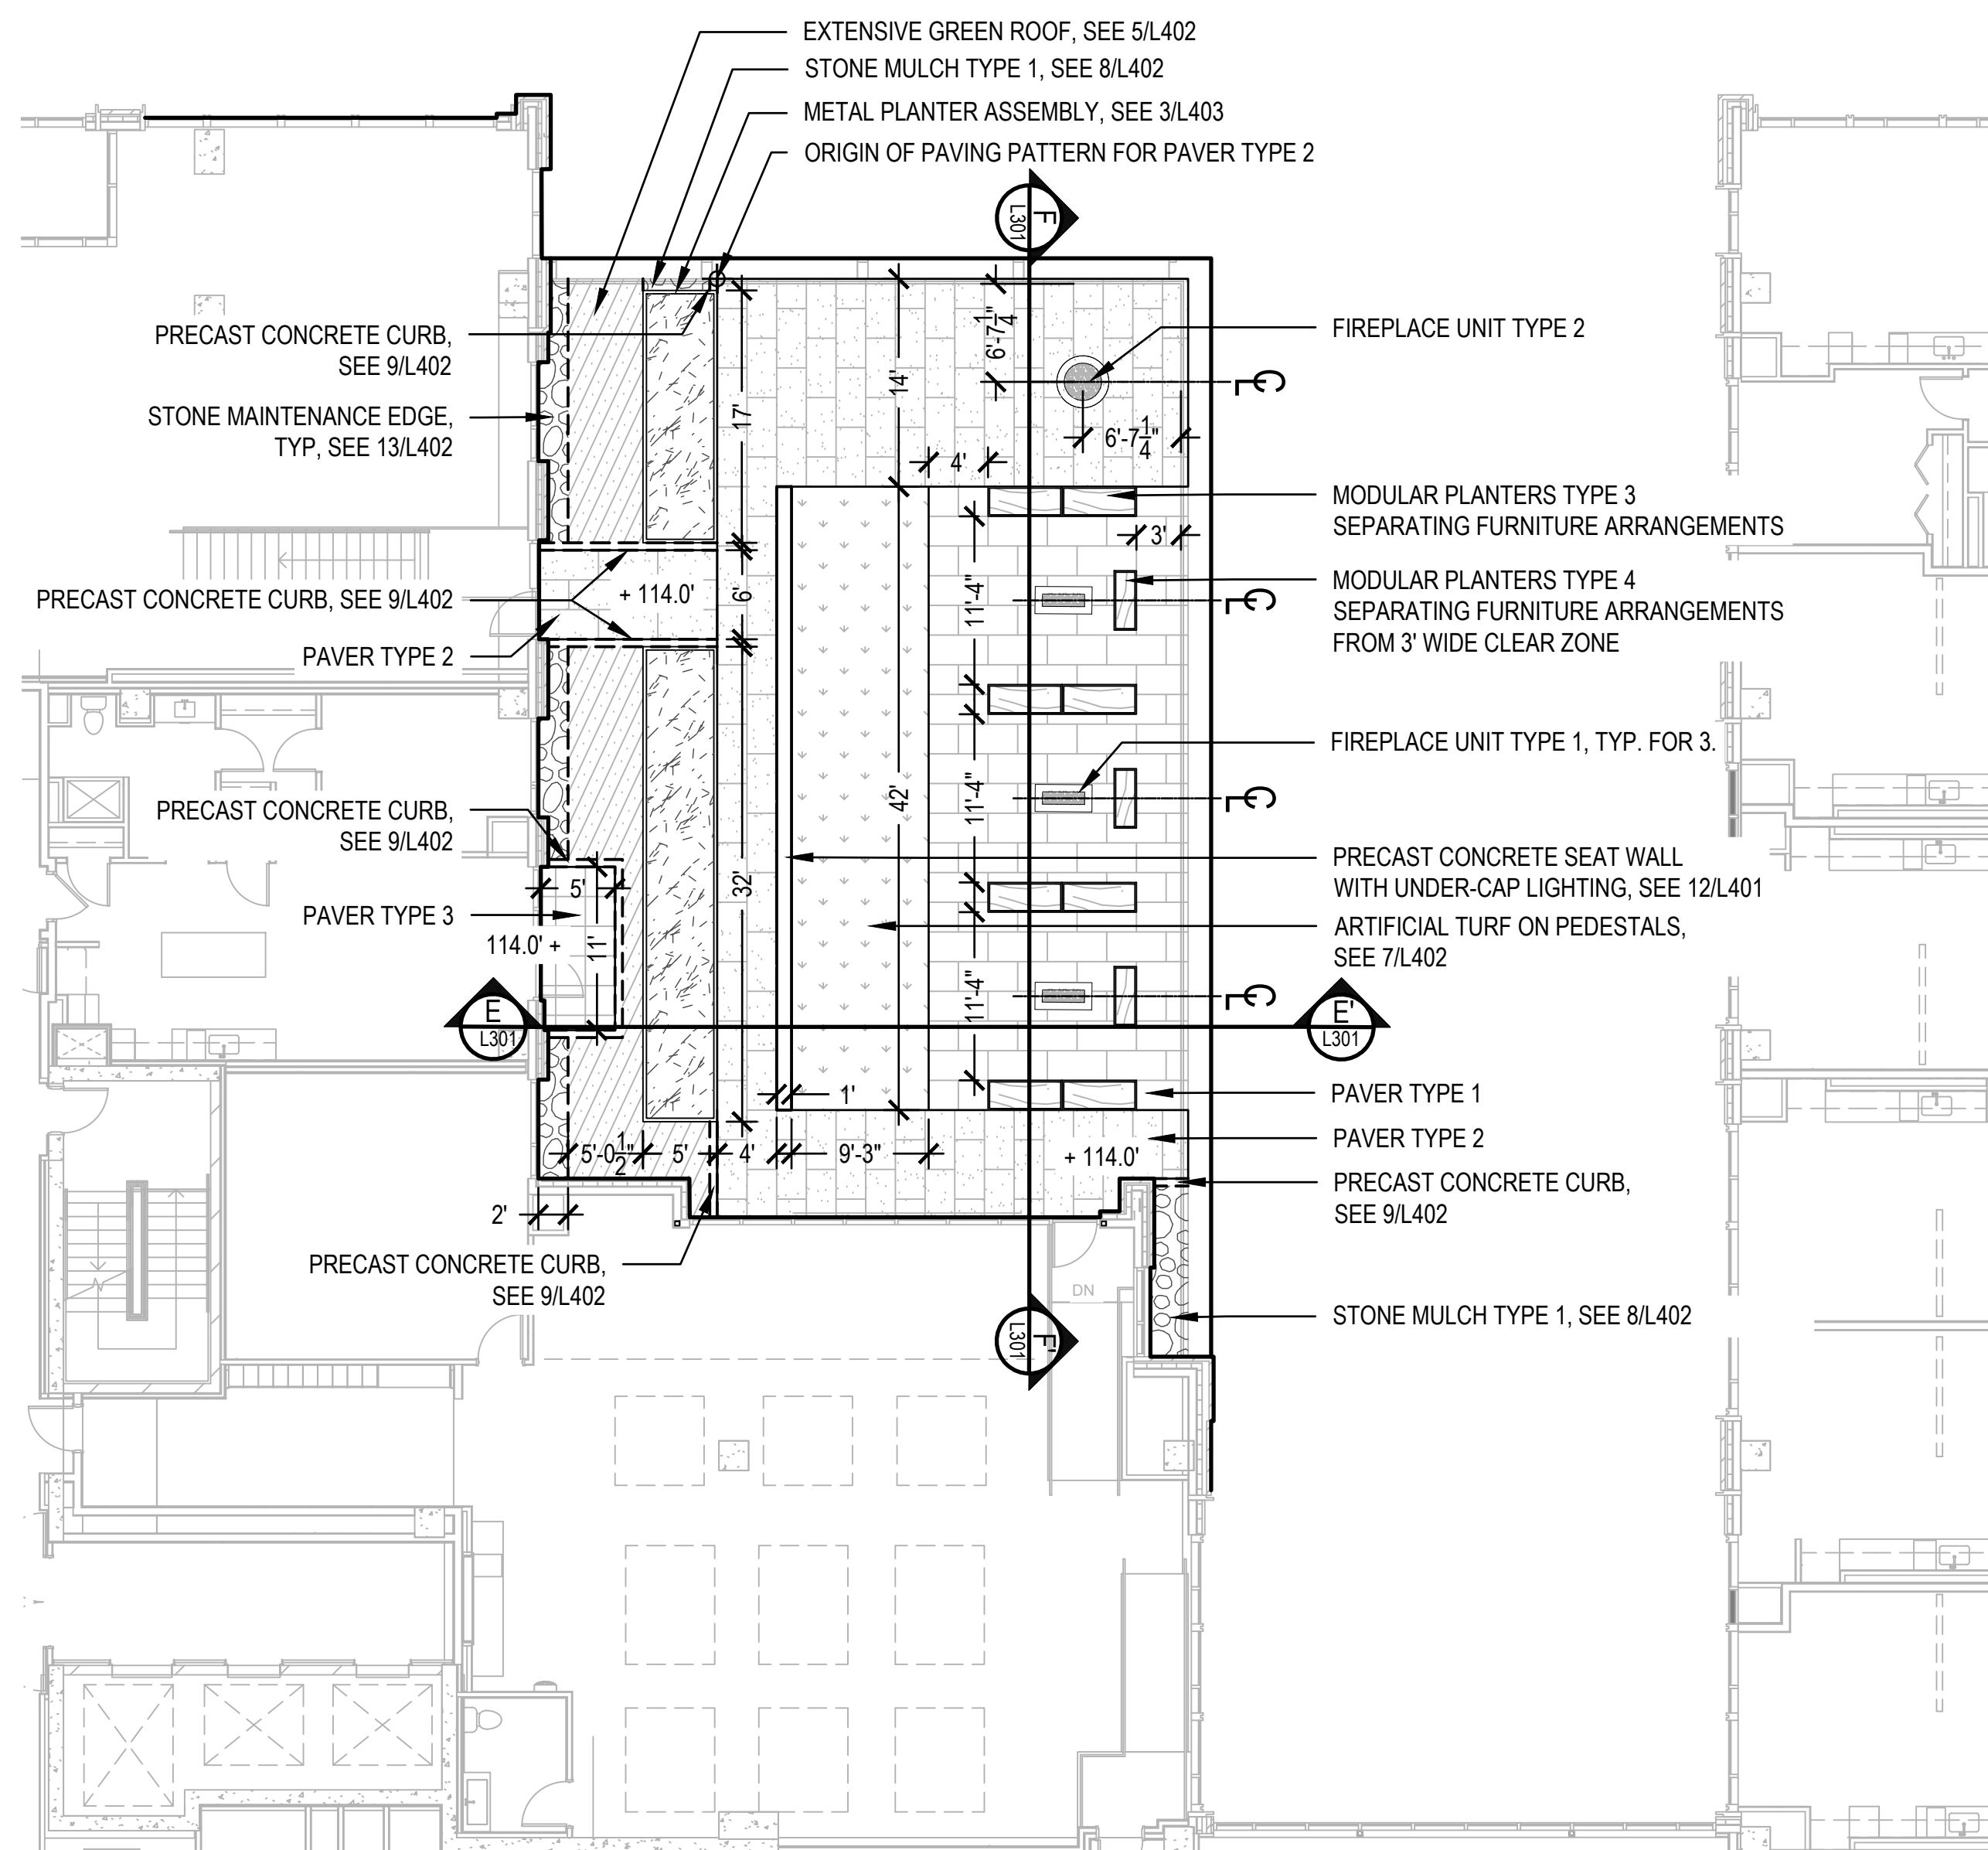 EXTENSIVE GREEN ROOF, SEE 5/L402
STONE MULCH TYPE 1, SEE 8/L402
METAL PLANTER ASSEMBLY, SEE 3/L403
ORIGIN OF PAVING PATTERN FOR PAVER TYPE 2
F
L301
PRECAST CONCRETE CURB,
SEE 9/L402
STONE MAINTENANCE EDGE,
TYP, SEE 13/L402
PRECAST CONCRETE CURB, SEE 9/L402
PAVER TYPE 2
PRECAST CONCRETE CURB,
SEE 9/L402
PAVER TYPE 3
114.0' +
E
L301
2'
PRECAST CONCRETE CURB,
SEE 9/L402
17'
14'
6'-7 1/4"
6'-7 1/4"
4'
3'
+ 114.0'
6'
11'-4"
11'-4"
42'
32'
5'
11'
11'-4"
1'
5'-0 1/2"
5'
4'
9'-3"
+ 114.0'
CL
CL
CL
CL
FIREPLACE UNIT TYPE 2
MODULAR PLANTERS TYPE 3
SEPARATING FURNITURE ARRANGEMENTS
MODULAR PLANTERS TYPE 4
SEPARATING FURNITURE ARRANGEMENTS
FROM 3' WIDE CLEAR ZONE
FIREPLACE UNIT TYPE 1, TYP. FOR 3.
PRECAST CONCRETE SEAT WALL
WITH UNDER-CAP LIGHTING, SEE 12/L401
ARTIFICIAL TURF ON PEDESTALS,
SEE 7/L402
E'
L301
PAVER TYPE 1
PAVER TYPE 2
PRECAST CONCRETE CURB,
SEE 9/L402
STONE MULCH TYPE 1, SEE 8/L402
DN
F'
L301